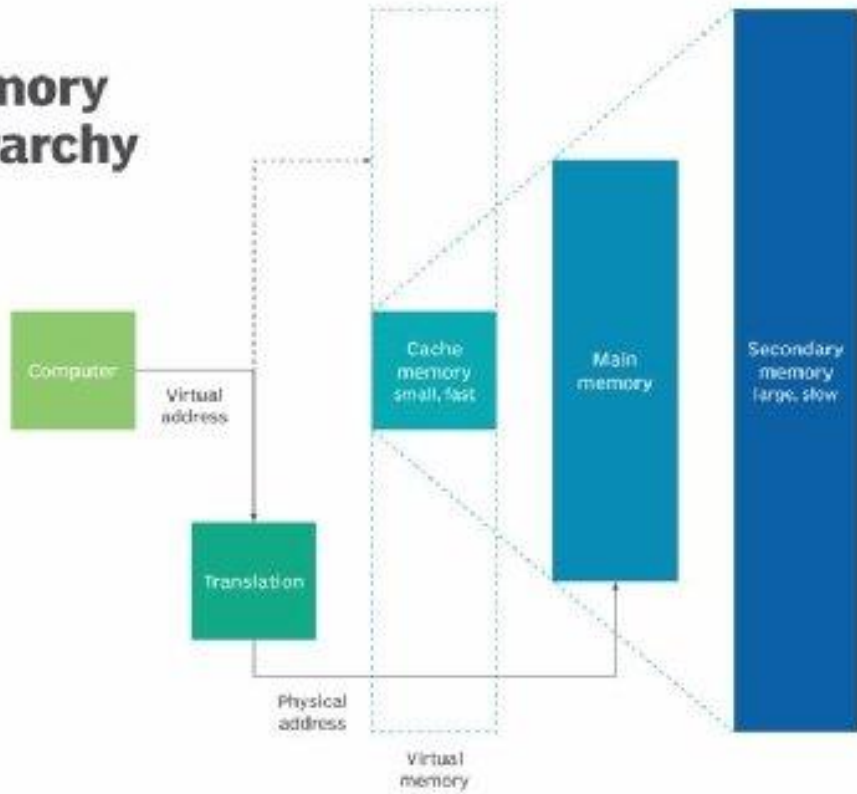 mory
archy
Computer
Virtual
address
Cache
memory
small, fast
Main
memory
Secondary
memory
large, slow
Translation
Physical
address
Virtual
memory